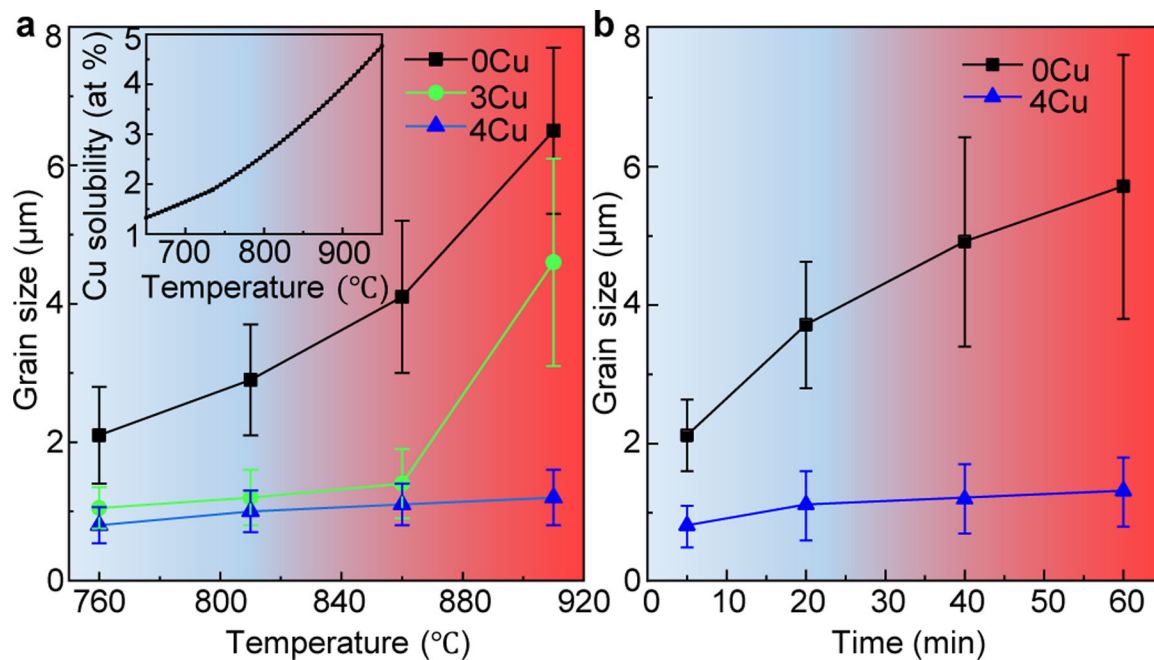 a
8
6
4
2
0
Grain size (μm)
760
800
840
880
920
Temperature (℃)
0Cu
3Cu
4Cu
5
4
3
2
1
Cu solubility (at %)
700
800
900
Temperature (℃)
b
8
6
4
2
0
Grain size (μm)
0
10
20
30
40
50
60
Time (min)
0Cu
4Cu